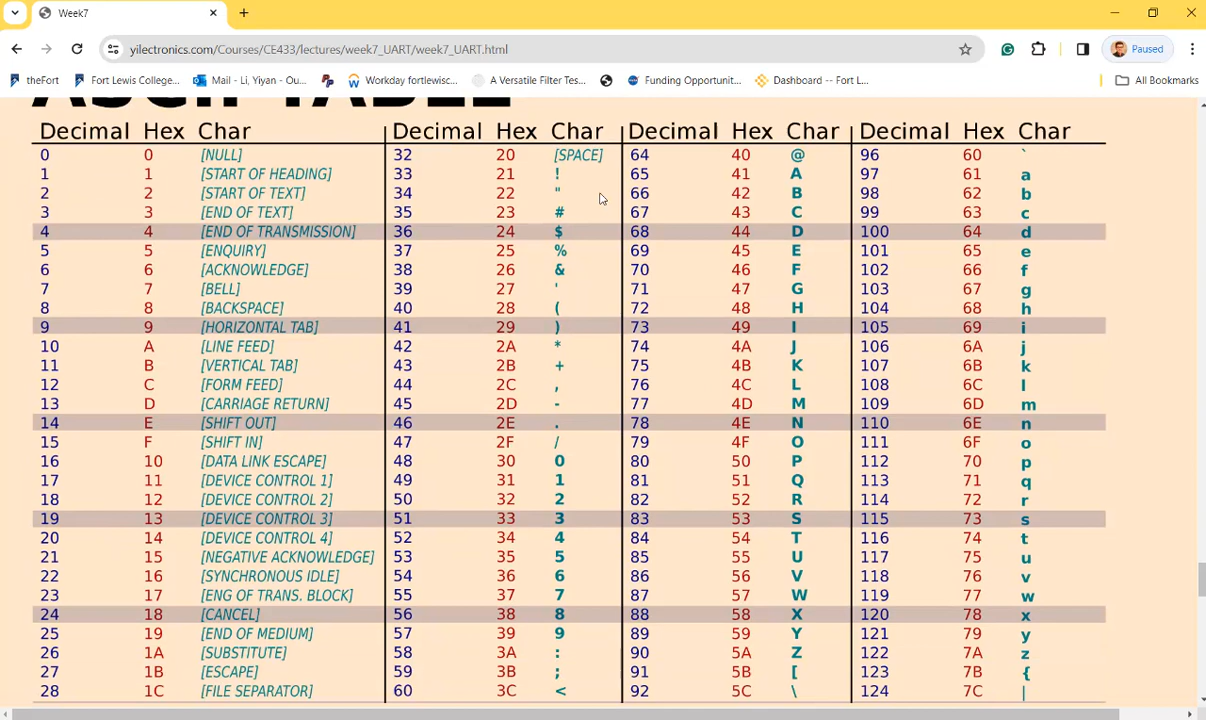 Week7
yilectronics.com/Courses/CE433/lectures/week7_UART/week7_UART.html
Paused
theFort Fort Lewis College... Mail - Li, Yiyan - Ou... Workday fortlewisc... A Versatile Filter Tes... Funding Opportunit... Dashboard -- Fort L... All Bookmarks
ASCII TABLE
Decimal Hex Char Decimal Hex Char Decimal Hex Char Decimal Hex Char
0 0 [NULL] 32 20 [SPACE] 64 40 @ 96 60 `
1 1 [START OF HEADING] 33 21 ! 65 41 A 97 61 a
2 2 [START OF TEXT] 34 22 " 66 42 B 98 62 b
3 3 [END OF TEXT] 35 23 # 67 43 C 99 63 c
4 4 [END OF TRANSMISSION] 36 24 $ 68 44 D 100 64 d
5 5 [ENQUIRY] 37 25 % 69 45 E 101 65 e
6 6 [ACKNOWLEDGE] 38 26 & 70 46 F 102 66 f
7 7 [BELL] 39 27 ' 71 47 G 103 67 g
8 8 [BACKSPACE] 40 28 ( 72 48 H 104 68 h
9 9 [HORIZONTAL TAB] 41 29 ) 73 49 I 105 69 i
10 A [LINE FEED] 42 2A * 74 4A J 106 6A j
11 B [VERTICAL TAB] 43 2B + 75 4B K 107 6B k
12 C [FORM FEED] 44 2C , 76 4C L 108 6C l
13 D [CARRIAGE RETURN] 45 2D - 77 4D M 109 6D m
14 E [SHIFT OUT] 46 2E . 78 4E N 110 6E n
15 F [SHIFT IN] 47 2F / 79 4F O 111 6F o
16 10 [DATA LINK ESCAPE] 48 30 0 80 50 P 112 70 p
17 11 [DEVICE CONTROL 1] 49 31 1 81 51 Q 113 71 q
18 12 [DEVICE CONTROL 2] 50 32 2 82 52 R 114 72 r
19 13 [DEVICE CONTROL 3] 51 33 3 83 53 S 115 73 s
20 14 [DEVICE CONTROL 4] 52 34 4 84 54 T 116 74 t
21 15 [NEGATIVE ACKNOWLEDGE] 53 35 5 85 55 U 117 75 u
22 16 [SYNCHRONOUS IDLE] 54 36 6 86 56 V 118 76 v
23 17 [ENG OF TRANS. BLOCK] 55 37 7 87 57 W 119 77 w
24 18 [CANCEL] 56 38 8 88 58 X 120 78 x
25 19 [END OF MEDIUM] 57 39 9 89 59 Y 121 79 y
26 1A [SUBSTITUTE] 58 3A : 90 5A Z 122 7A z
27 1B [ESCAPE] 59 3B ; 91 5B [ 123 7B {
28 1C [FILE SEPARATOR] 60 3C < 92 5C \ 124 7C |